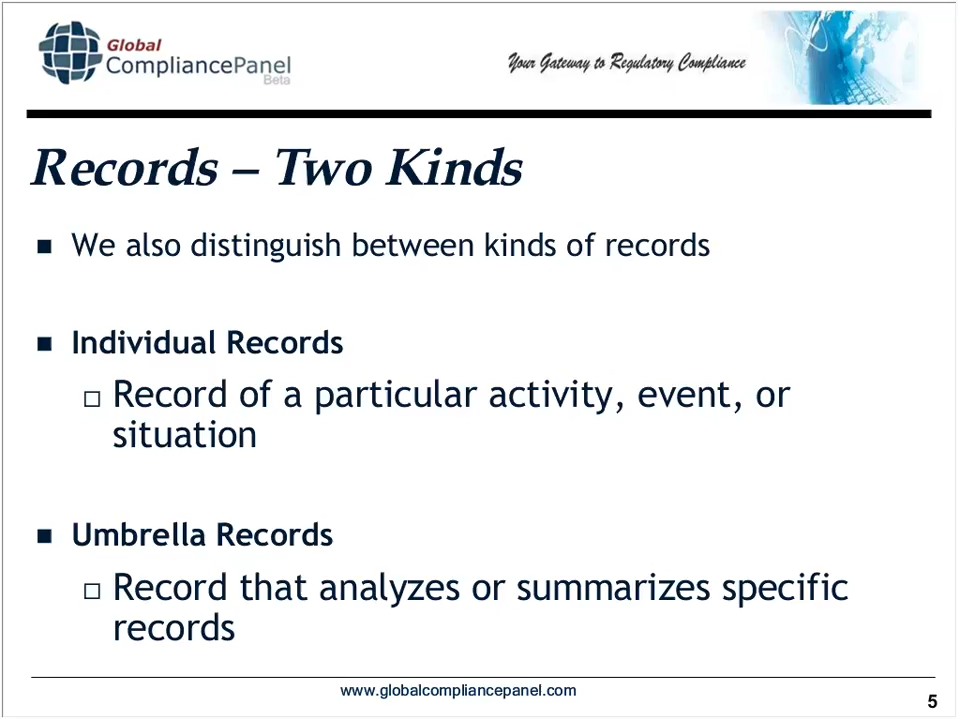 Global
CompliancePanel
Beta
Your Gateway to Regulatory Compliance
Records – Two Kinds
■ We also distinguish between kinds of records
■ Individual Records
□ Record of a particular activity, event, or
situation
■ Umbrella Records
□ Record that analyzes or summarizes specific
records
www.globalcompliancepanel.com
5